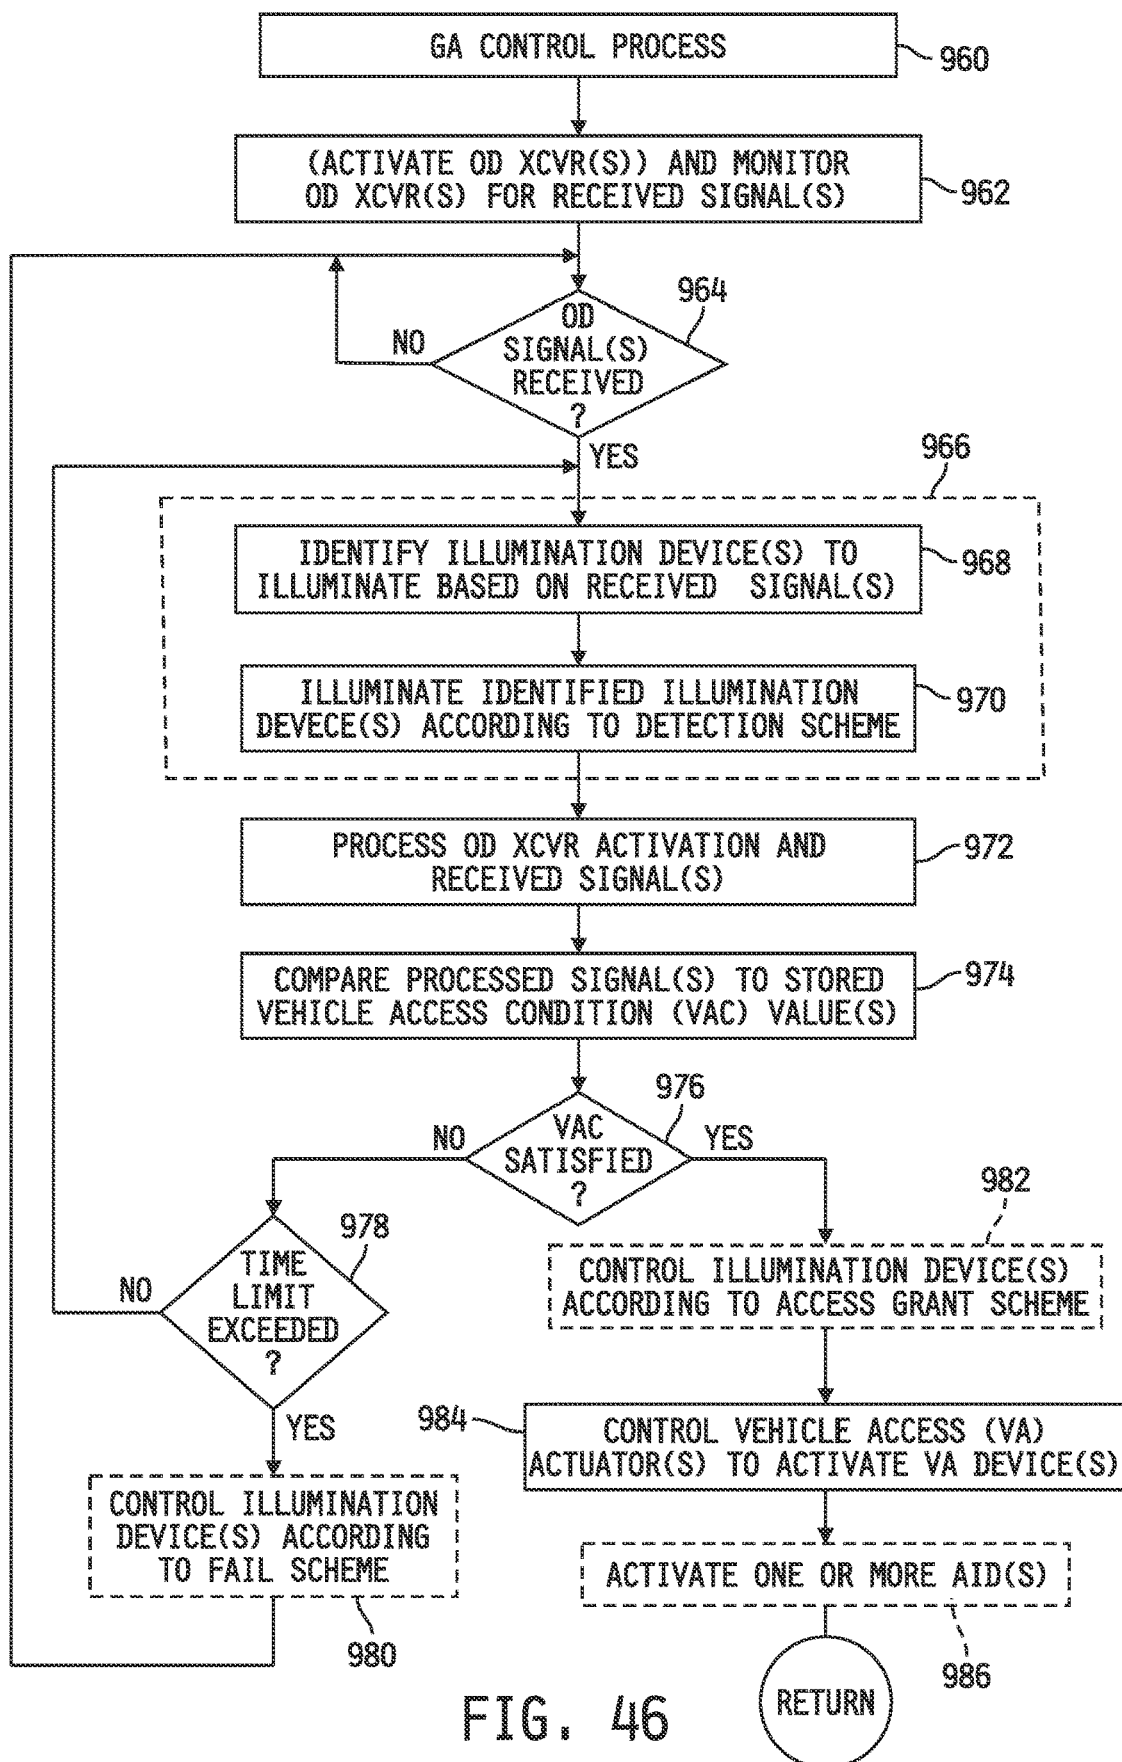 GA CONTROL PROCESS
960
(ACTIVATE OD XCVR(S)) AND MONITOR
OD XCVR(S) FOR RECEIVED SIGNAL(S)
962
964
OD
SIGNAL(S)
RECEIVED
?
NO
YES
966
IDENTIFY ILLUMINATION DEVICE(S) TO
ILLUMINATE BASED ON RECEIVED SIGNAL(S)
968
ILLUMINATE IDENTIFIED ILLUMINATION
DEVECE(S) ACCORDING TO DETECTION SCHEME
970
PROCESS OD XCVR ACTIVATION AND
RECEIVED SIGNAL(S)
972
COMPARE PROCESSED SIGNAL(S) TO STORED
VEHICLE ACCESS CONDITION (VAC) VALUE(S)
974
976
VAC
SATISFIED
?
NO
YES
978
TIME
LIMIT
EXCEEDED
?
NO
YES
982
CONTROL ILLUMINATION DEVICE(S)
ACCORDING TO ACCESS GRANT SCHEME
984
CONTROL VEHICLE ACCESS (VA)
ACTUATOR(S) TO ACTIVATE VA DEVICE(S)
CONTROL ILLUMINATION
DEVICE(S) ACCORDING
TO FAIL SCHEME
980
ACTIVATE ONE OR MORE AID(S)
986
RETURN
FIG. 46